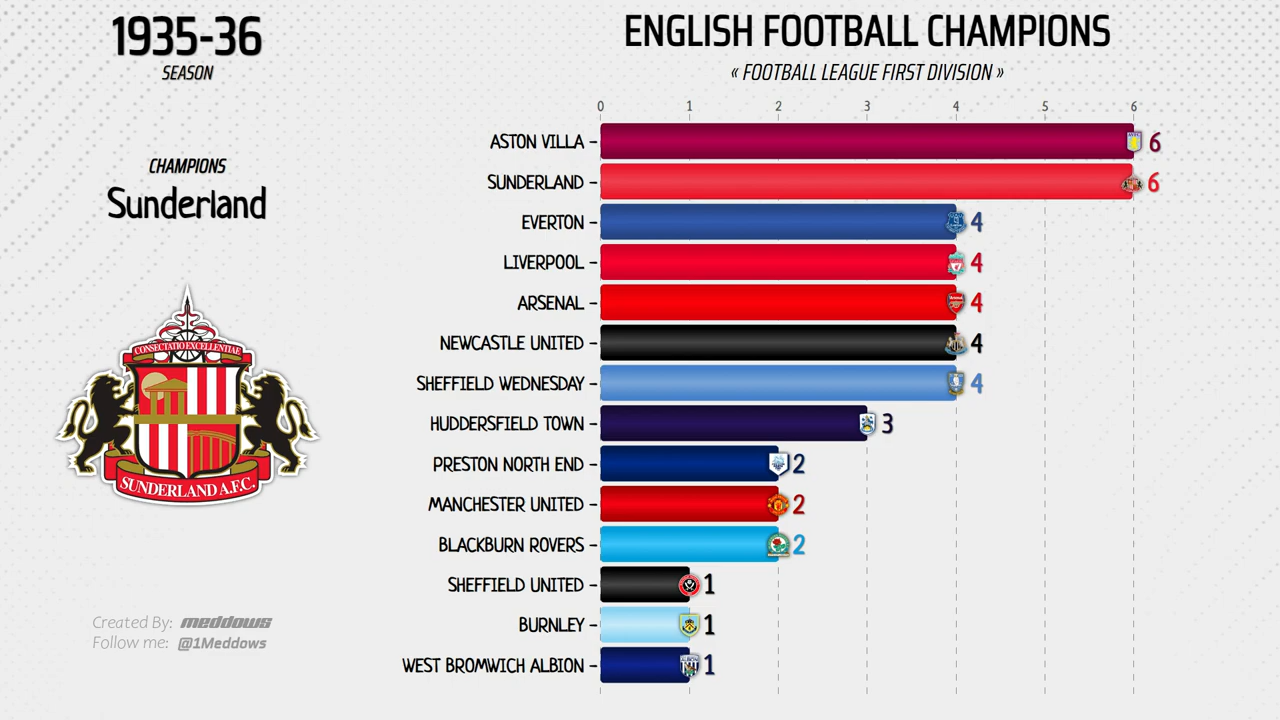 1935-36
SEASON
CHAMPIONS
Sunderland
CONSECTATIO EXCELLENTIAE
SUNDERLAND A.F.C.
Created By: meddows
Follow me: @1Meddows
ENGLISH FOOTBALL CHAMPIONS
« FOOTBALL LEAGUE FIRST DIVISION »
0 1 2 3 4 5 6
ASTON VILLA 6
SUNDERLAND 6
EVERTON 4
LIVERPOOL 4
ARSENAL 4
NEWCASTLE UNITED 4
SHEFFIELD WEDNESDAY 4
HUDDERSFIELD TOWN 3
PRESTON NORTH END 2
MANCHESTER UNITED 2
BLACKBURN ROVERS 2
SHEFFIELD UNITED 1
BURNLEY 1
WEST BROMWICH ALBION 1